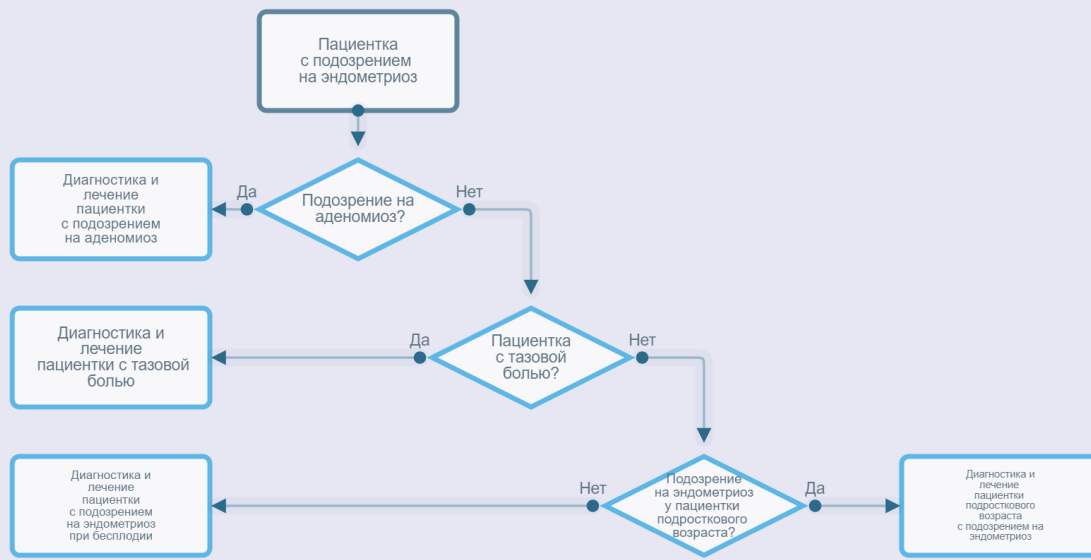 Пациентка
с подозрением
на эндометриоз
Диагностика и
лечение
пациентки
с подозрением
на аденомиоз
Да
Подозрение на
аденомиоз?
Нет
Диагностика и
лечение
пациентки с тазовой
болью
Да
Пациентка
с тазовой
болью?
Нет
Диагностика и
лечение
пациентки
с подозрением
на эндометриоз
при бесплодии
Нет
Подозрение
на эндометриоз
у пациентки
подросткового
возраста?
Да
Диагностика и
лечение
пациентки
подросткового
возраста
с подозрением на
эндометриоз